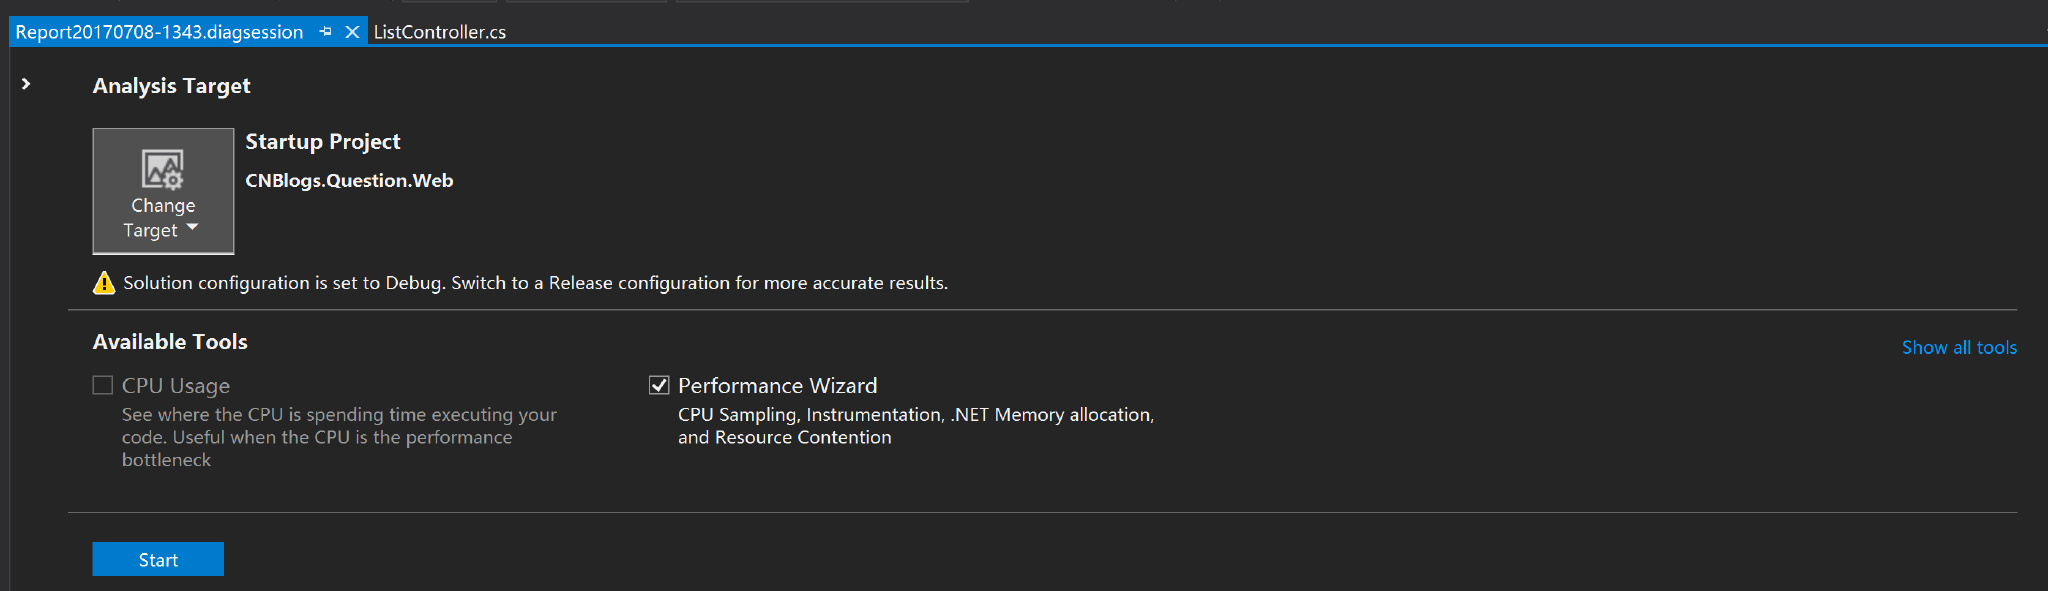 Report20170708-1343.diagsession
ListController.cs
Analysis Target
Change
Target
Startup Project
CNBlogs.Question.Web
Solution configuration is set to Debug. Switch to a Release configuration for more accurate results.
Available Tools
Show all tools
CPU Usage
See where the CPU is spending time executing your
code. Useful when the CPU is the performance
bottleneck
Performance Wizard
CPU Sampling, Instrumentation, .NET Memory allocation,
and Resource Contention
Start